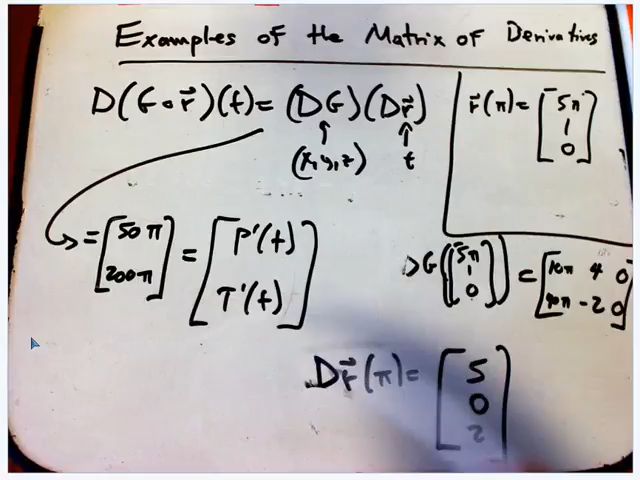 Examples of the Matrix of Derivatives
D(G∘r⃗)(t) = (DG)(Dr⃗)
(x,y,z) t
r⃗(π) = [5π 1 0]
= [50π 200π] = [P'(t) T'(t)]
DG([5π 1 0]) = [10π 4 0 40π -2 0]
Dr⃗(π) = [5 0 2]